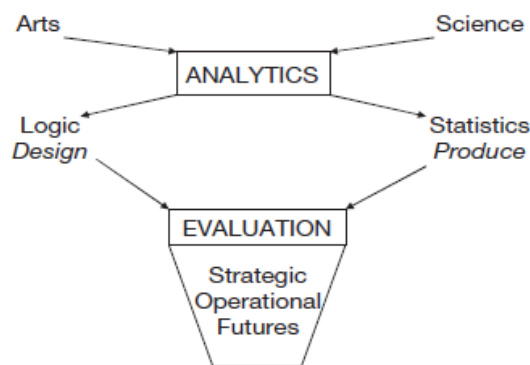 Arts
Science
ANALYTICS
Logic
Design
Statistics
Produce
EVALUATION
Strategic
Operational
Futures